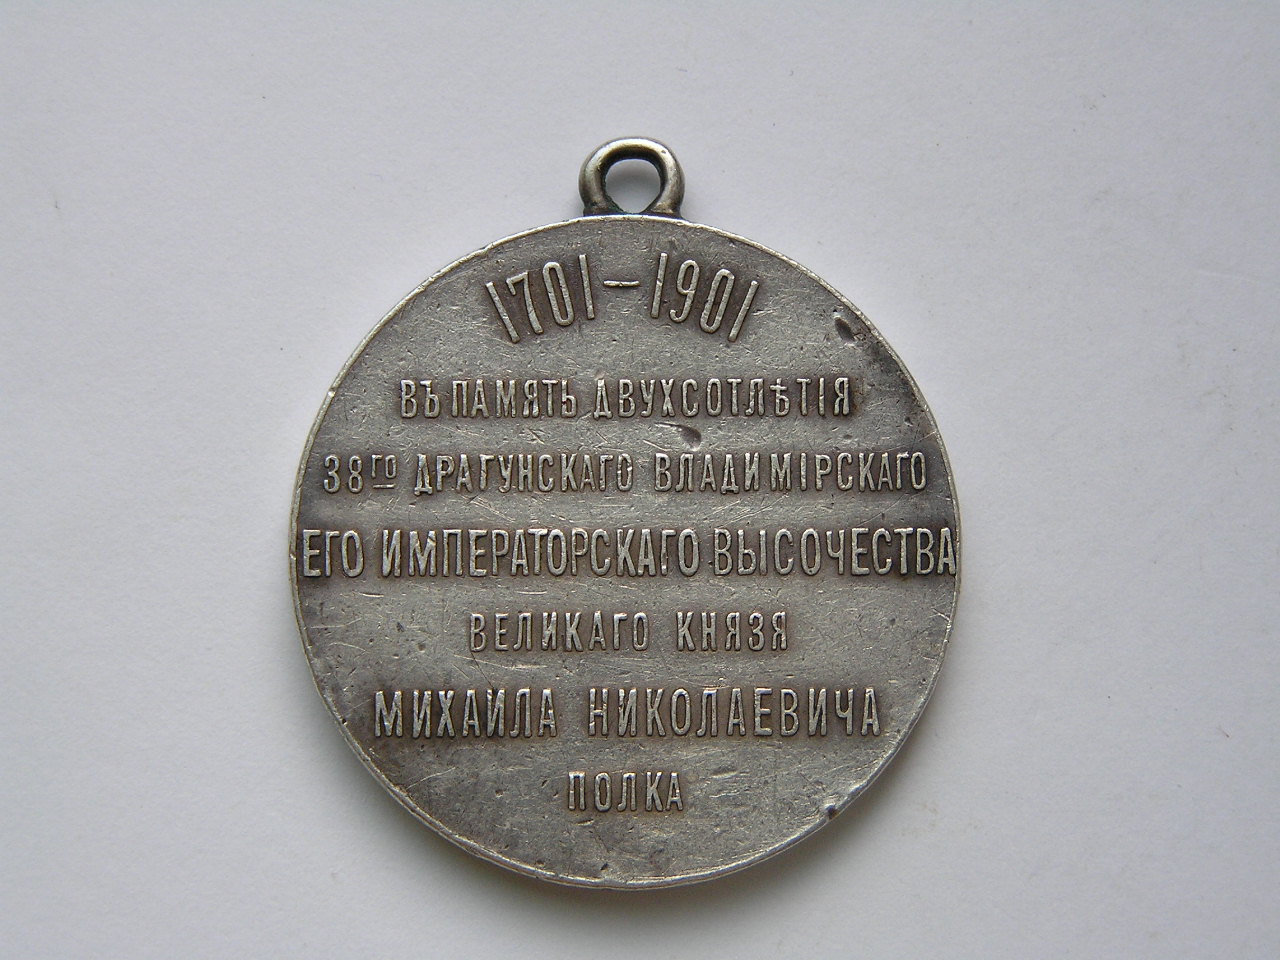 1701–1901
ВЪ ПАМЯТЬ ДВУХСОТЛѢТІЯ
38ГО ДРАГУНСКАГО ВЛАДИМІРСКАГО
ЕГО ИМПЕРАТОРСКАГО ВЫСОЧЕСТВА
ВЕЛИКАГО КНЯЗЯ
МИХАИЛА НИКОЛАЕВИЧА
ПОЛКА